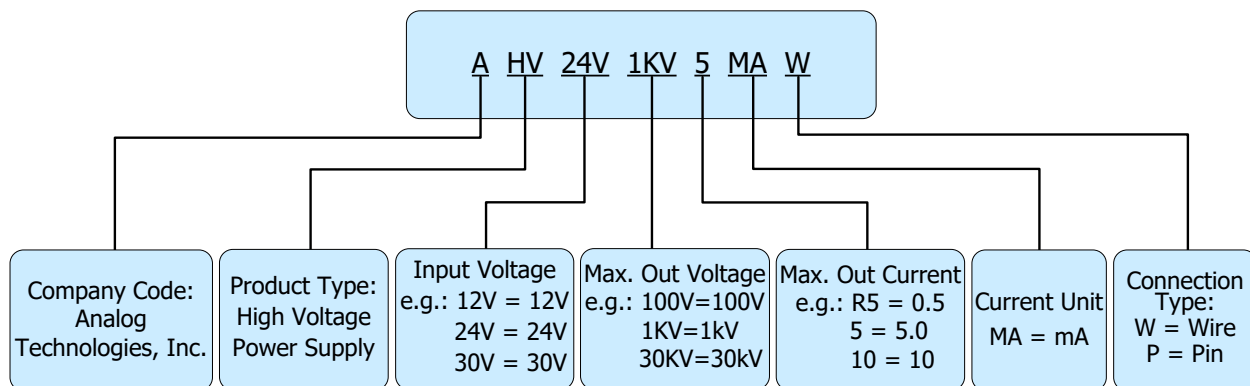 A HV 24V 1KV 5 MA W
Company Code:
Analog
Technologies, Inc.
Product Type:
High Voltage
Power Supply
Input Voltage
e.g.: 12V = 12V
24V = 24V
30V = 30V
Max. Out Voltage
e.g.: 100V=100V
1KV=1kV
30KV=30kV
Max. Out Current
e.g.: R5 = 0.5
5 = 5.0
10 = 10
Current Unit
MA = mA
Connection
Type:
W = Wire
P = Pin